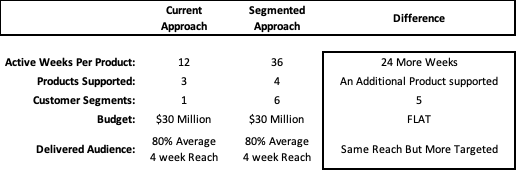 Current Approach Segmented Approach Difference
Active Weeks Per Product: 12 36 24 More Weeks
Products Supported: 3 4 An Additional Product supported
Customer Segments: 1 6 5
Budget: $30 Million $30 Million FLAT
Delivered Audience: 80% Average 4 week Reach 80% Average 4 week Reach Same Reach But More Targeted